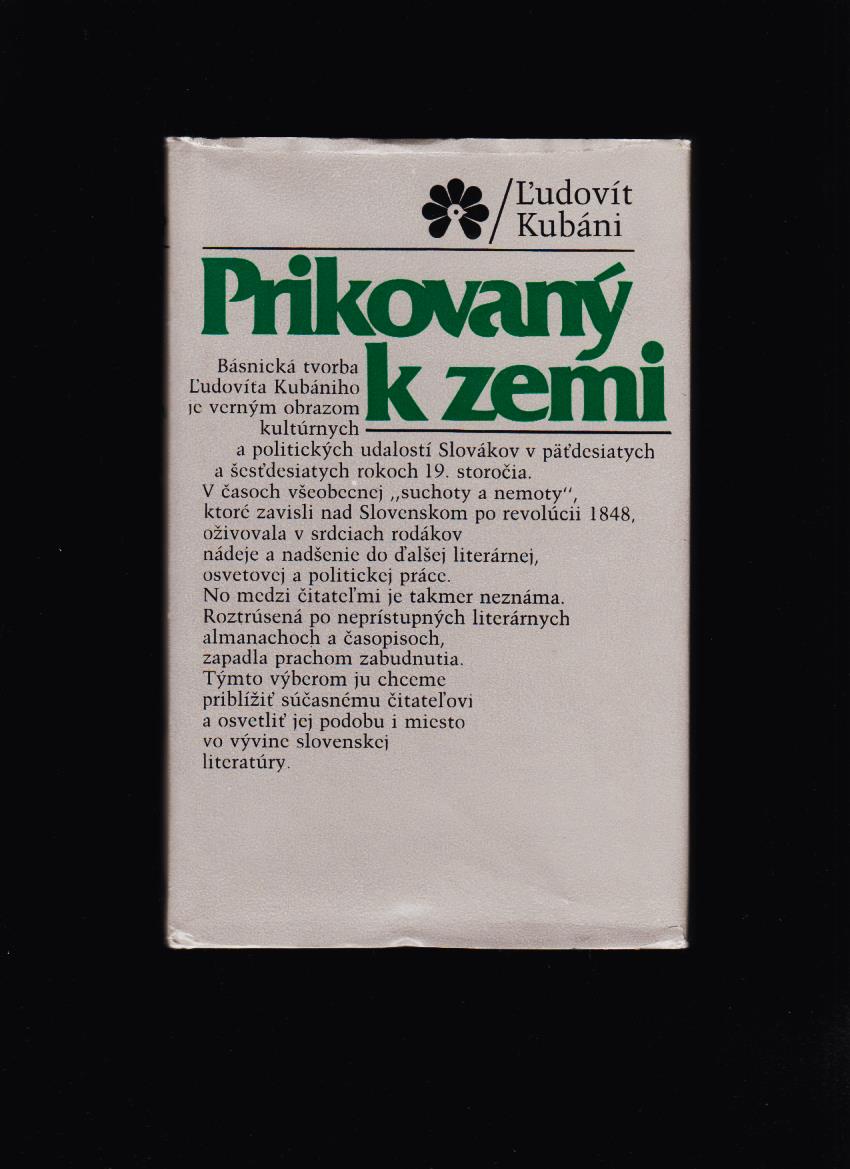 Ľudovít
Kubáni
Prikovaný
k zemi
Básnická tvorba
Ľudovíta Kubániho
je verným obrazom
kultúrnych
a politických udalostí Slovákov v päťdesiatych
a šesťdesiatych rokoch 19. storočia.
V časoch všeobecnej „suchoty a nemoty“,
ktoré zavisli nad Slovenskom po revolúcii 1848,
oživovala v srdciach rodákov
nádeje a nadšenie do ďalšej literárnej,
osvetovej a politickej práce.
No medzi čitateľmi je takmer neznáma.
Roztrúsená po neprístupných literárnych
almanachoch a časopisoch,
zapadla prachom zabudnutia.
Týmto výberom ju chceme
priblížiť súčasnému čitateľovi
a osvetliť jej podobu i miesto
vo vývine slovenskej
literatúry.